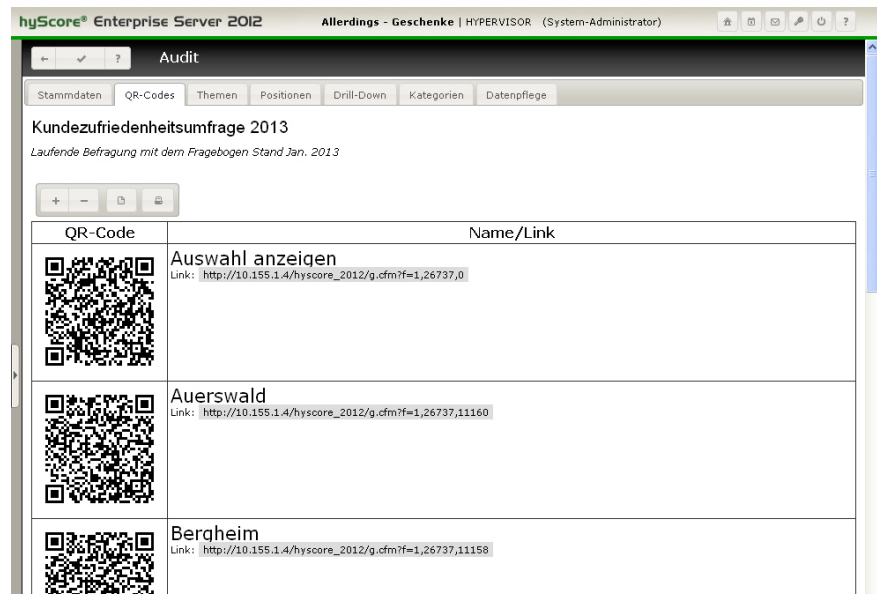 hyScore® Enterprise Server 2012 Allerdings - Geschenke | HYPERVISOR (System-Administrator) ?
? Audit
Stammdaten QR-Codes Themen Positionen Drill-Down Kategorien Datenpflege
Kundezufriedenheitsumfrage 2013
Laufende Befragung mit dem Fragebogen Stand Jan. 2013
+ −
QR-Code Name/Link
Auswahl anzeigen
Link: http://10.155.1.4/hyscore_2012/g.cfm?f=1,26737,0
Auerswald
Link: http://10.155.1.4/hyscore_2012/g.cfm?f=1,26737,11160
Bergheim
Link: http://10.155.1.4/hyscore_2012/g.cfm?f=1,26737,11158